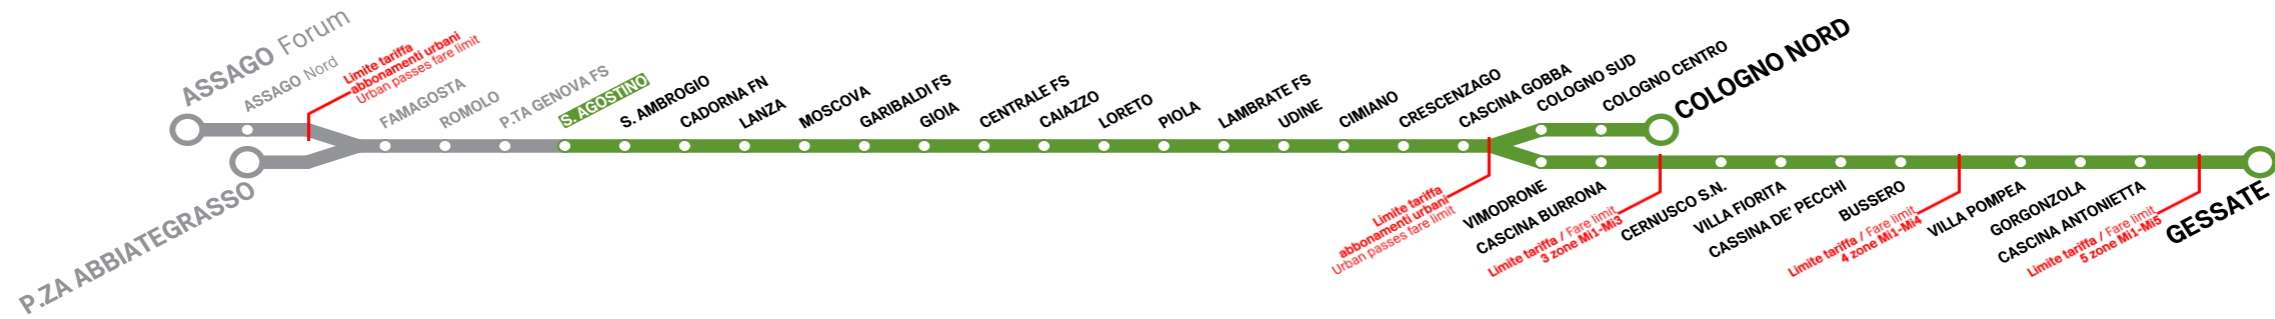 ASSAGO Forum
ASSAGO Nord
Limite tariffa
abbonamenti urbani
Urban passes fare limit
P.ZA ABBIATEGRASSO
FAMAGOSTA
ROMOLO
P.TA GENOVA FS
S. AGOSTINO
S. AMBROGIO
CADORNA FN
LANZA
MOSCOVA
GARIBALDI FS
GIOIA
CENTRALE FS
CAIAZZO
LORETO
PIOLA
LAMBRATE FS
UDINE
CIMIANO
CRESCENZAGO
CASCINA GOBBA
COLOGNO SUD
COLOGNO CENTRO
COLOGNO NORD
Limite tariffa
abbonamenti urbani
Urban passes fare limit
VIMODRONE
CASCINA BURRONA
Limite tariffa / Fare limit
3 zone Mi1-Mi3
CERNUSCO S.N.
VILLA FIORITA
CASSINA DE' PECCHI
BUSSERO
Limite tariffa / Fare limit
4 zone Mi1-Mi4
VILLA POMPEA
GORGONZOLA
CASCINA ANTONIETTA
Limite tariffa / Fare limit
5 zone Mi1-Mi5
GESSATE